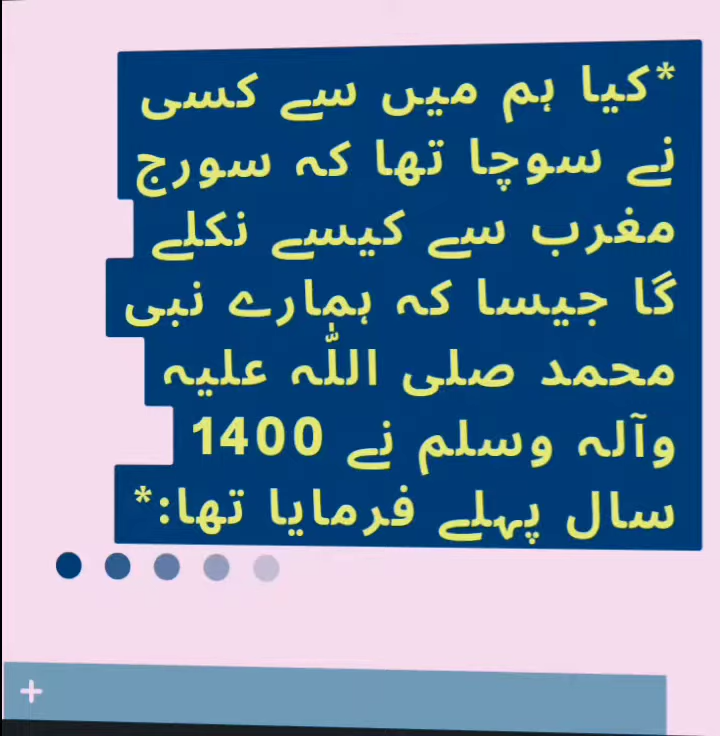 *کیا ہم میں سے کسی
نے سوچا تھا کہ سورج
مغرب سے کیسے نکلے
گا جیسا کہ ہمارے نبی
محمد صلی اللّٰہ علیہ
وآلہ وسلم نے 1400
سال پہلے فرمایا تھا:*
+